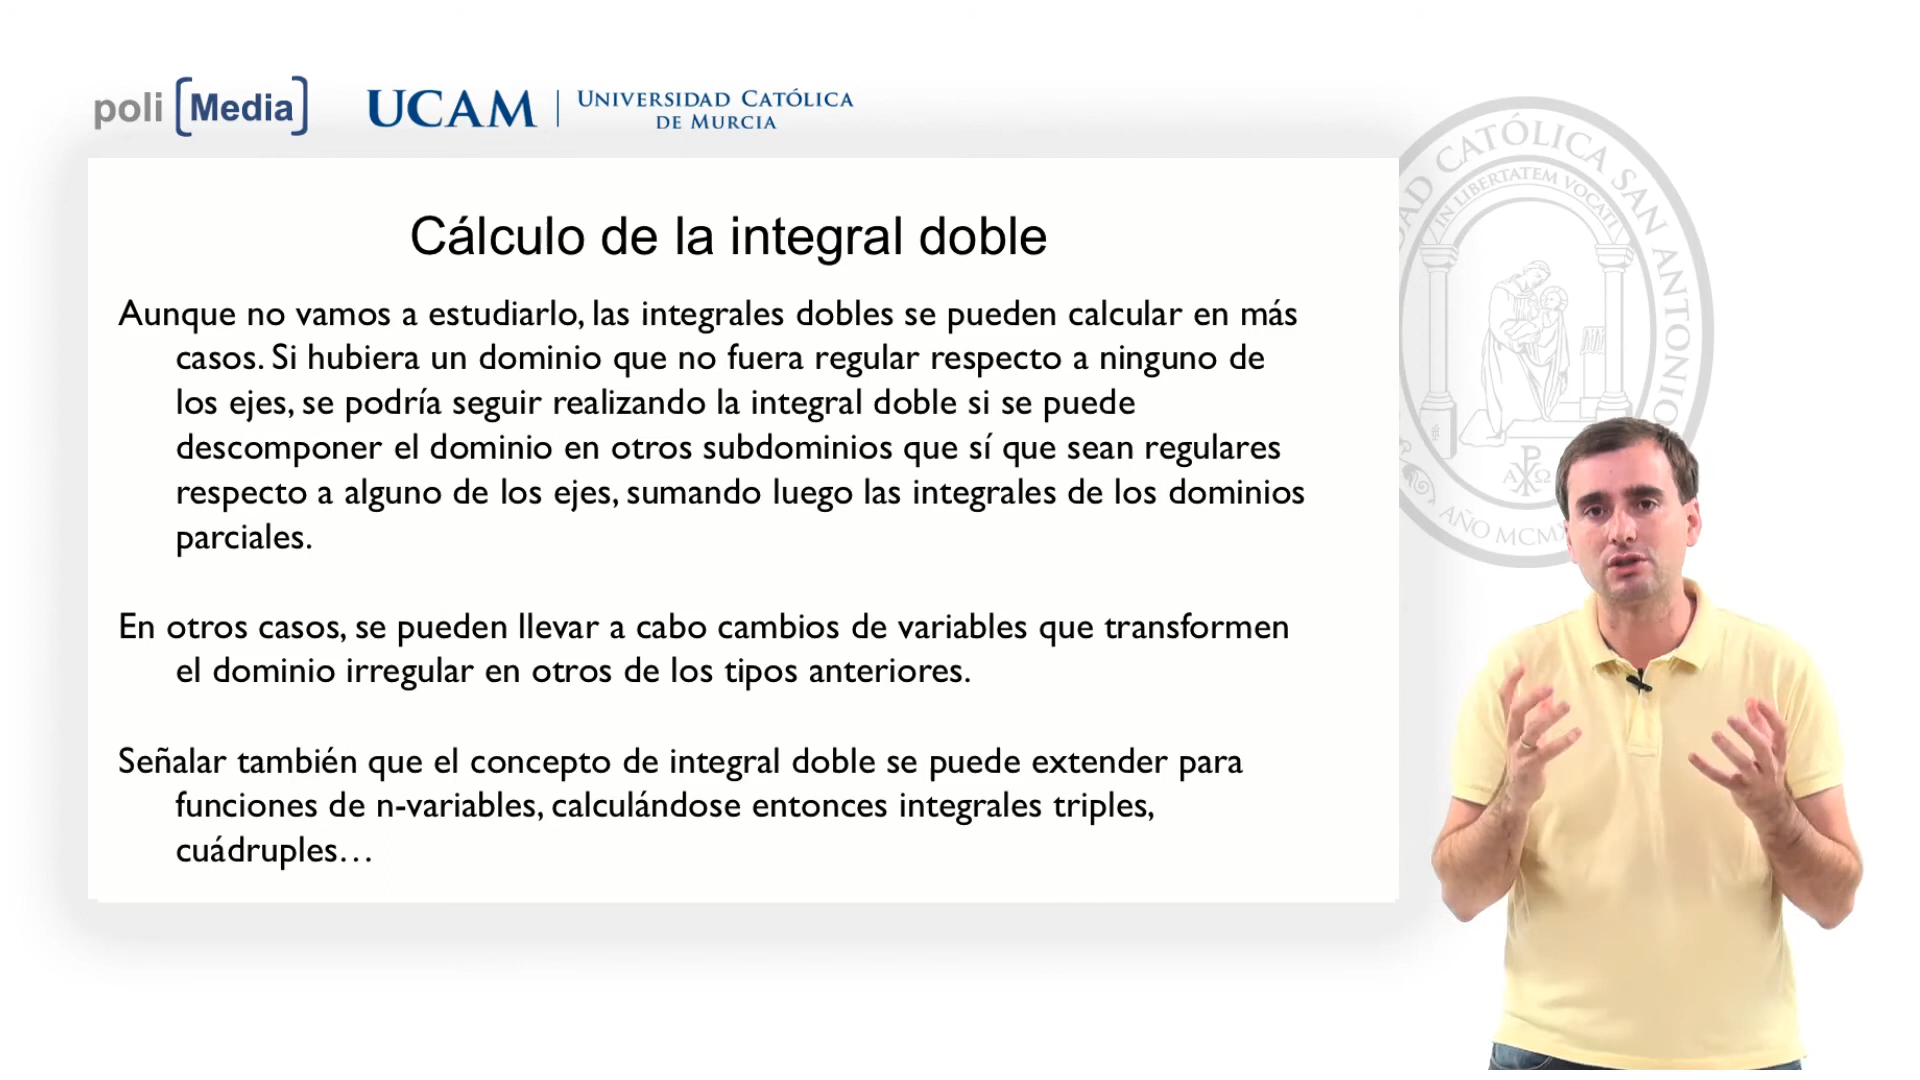 poli [Media]
UCAM
UNIVERSIDAD CATÓLICA
DE MURCIA
Cálculo de la integral doble
Aunque no vamos a estudiarlo, las integrales dobles se pueden calcular en más
casos. Si hubiera un dominio que no fuera regular respecto a ninguno de
los ejes, se podría seguir realizando la integral doble si se puede
descomponer el dominio en otros subdominios que sí que sean regulares
respecto a alguno de los ejes, sumando luego las integrales de los dominios
parciales.
En otros casos, se pueden llevar a cabo cambios de variables que transformen
el dominio irregular en otros de los tipos anteriores.
Señalar también que el concepto de integral doble se puede extender para
funciones de n-variables, calculándose entonces integrales triples,
cuádruples…
CATÓLICA SAN ANTONIO
IN LIBERTATEM VOCATI
AÑO